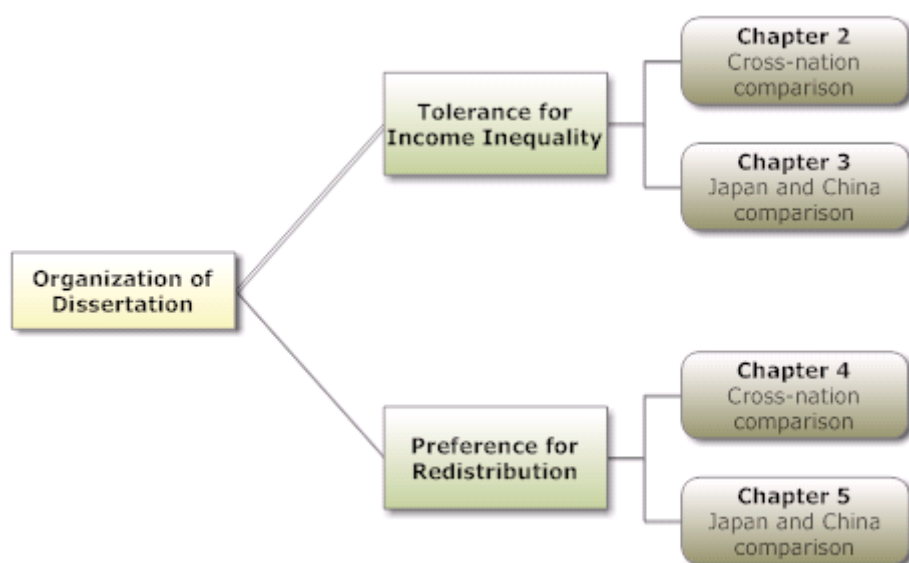 Organization of
Dissertation
Tolerance for
Income Inequality
Chapter 2
Cross-nation
comparison
Chapter 3
Japan and China
comparison
Preference for
Redistribution
Chapter 4
Cross-nation
comparison
Chapter 5
Japan and China
comparison